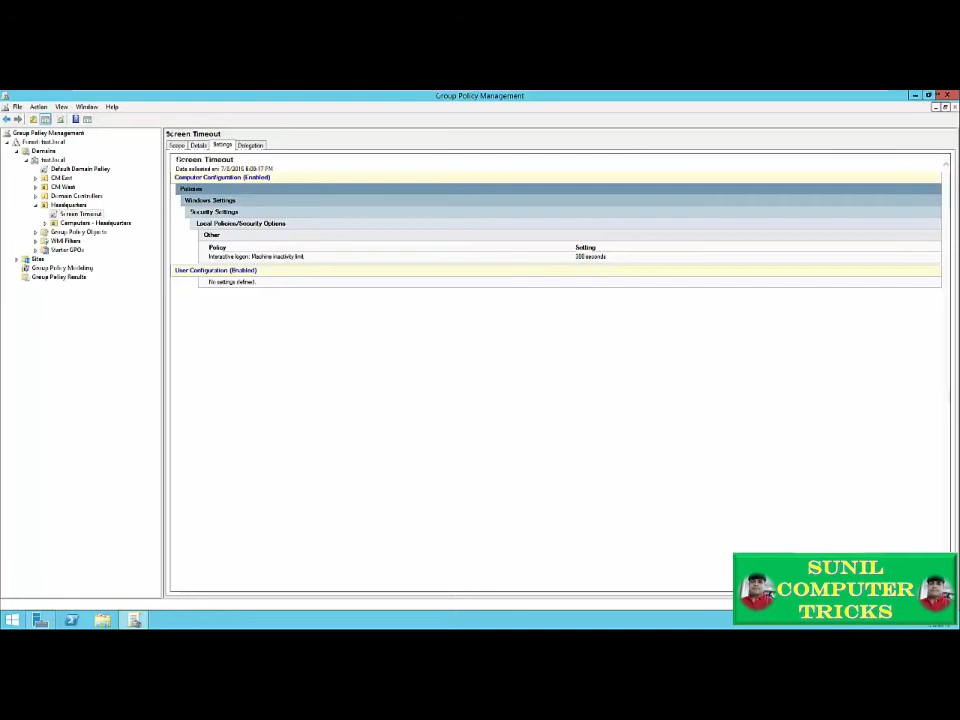 Group Policy Management
File Action View Window Help
Group Policy Management
Forest: test.local
Domains
test.local
Default Domain Policy
CM East
CM West
Domain Controllers
Headquarters
Screen Timeout
Computers - Headquarters
Group Policy Objects
WMI Filters
Starter GPOs
Sites
Group Policy Modeling
Group Policy Results
Screen Timeout
Scope Details Settings Delegation
Screen Timeout
Data collected on:
Computer Configuration (Enabled)
Policies
Windows Settings
Security Settings
Local Policies/Security Options
Other
Policy Setting
Interactive logon: Machine inactivity limit 300 seconds
User Configuration (Enabled)
No settings defined.
SUNIL
COMPUTER
TRICKS